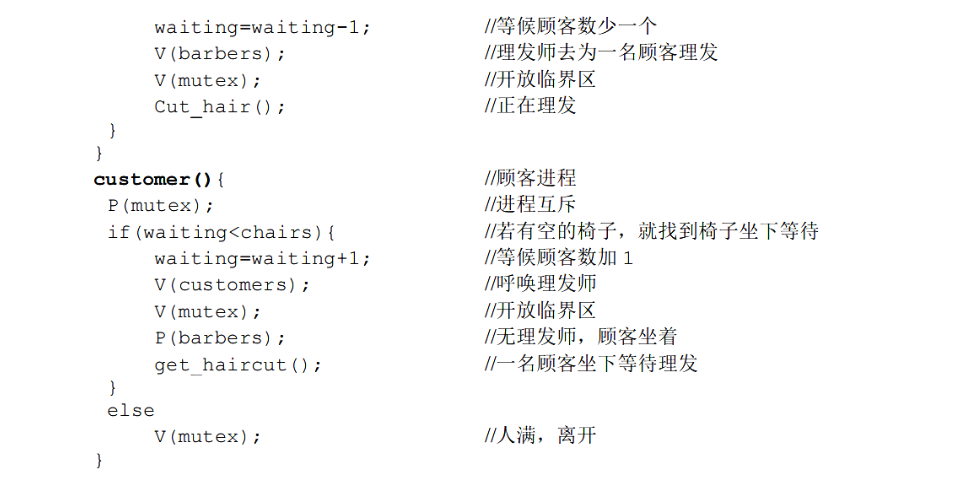 waiting=waiting-1; //等候顾客数少一个
V(barbers); //理发师去为一名顾客理发
V(mutex); //开放临界区
Cut_hair(); //正在理发
}
}
customer(){ //顾客进程
P(mutex); //进程互斥
if(waiting<chairs){ //若有空的椅子，就找到椅子坐下等待
waiting=waiting+1; //等候顾客数加 1
V(customers); //呼唤理发师
V(mutex); //开放临界区
P(barbers); //无理发师，顾客坐着
get_haircut(); //一名顾客坐下等待理发
}
else
V(mutex); //人满，离开
}